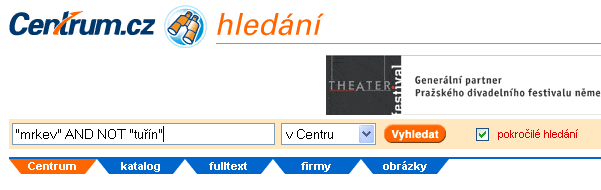 Centrum.cz hledání
THEATER.
festival
Generální partner
Pražského divadelního festivalu něme
"mrkev" AND NOT "tuřín" v Centru Vyhledat pokročilé hledání
Centrum katalog fulltext firmy obrázky